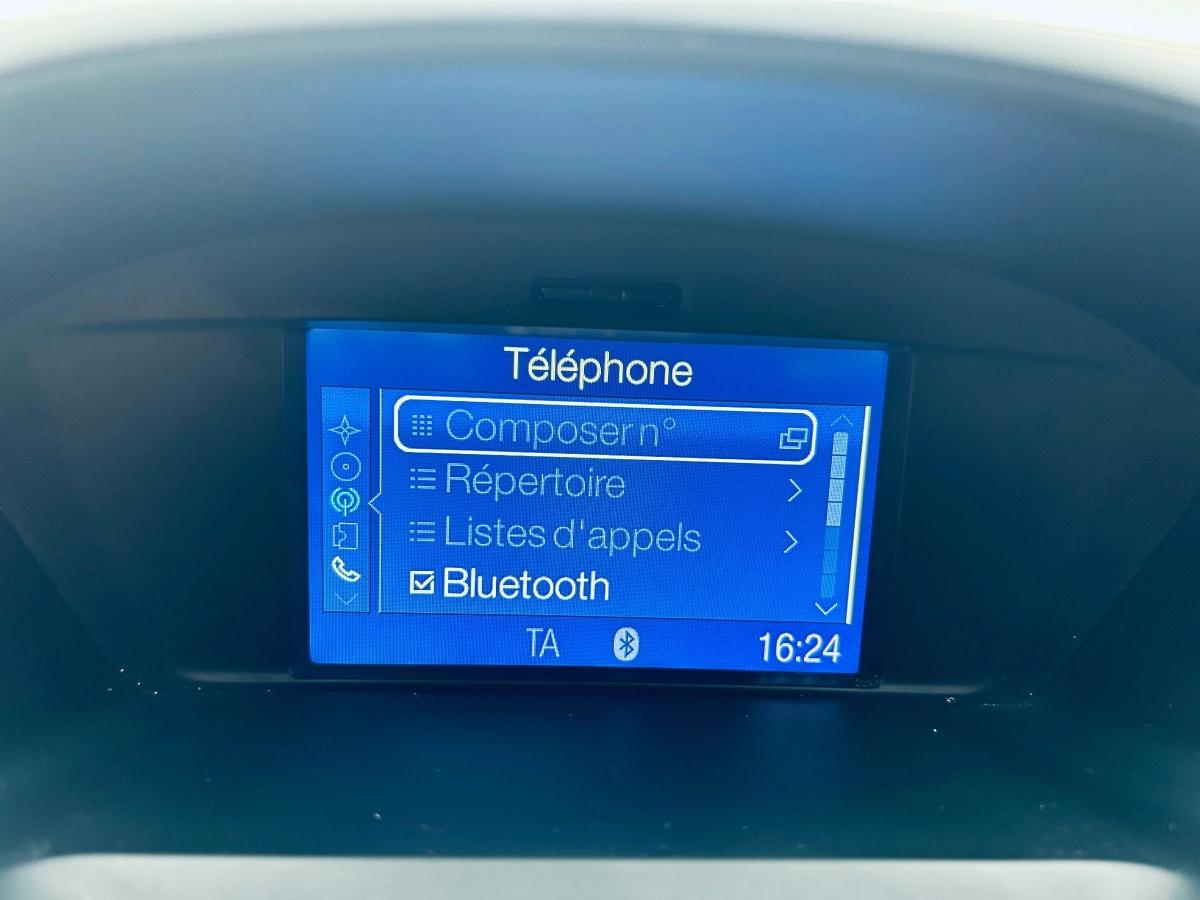 Téléphone
Composer n°
Répertoire
Listes d'appels
Bluetooth
TA
16:24